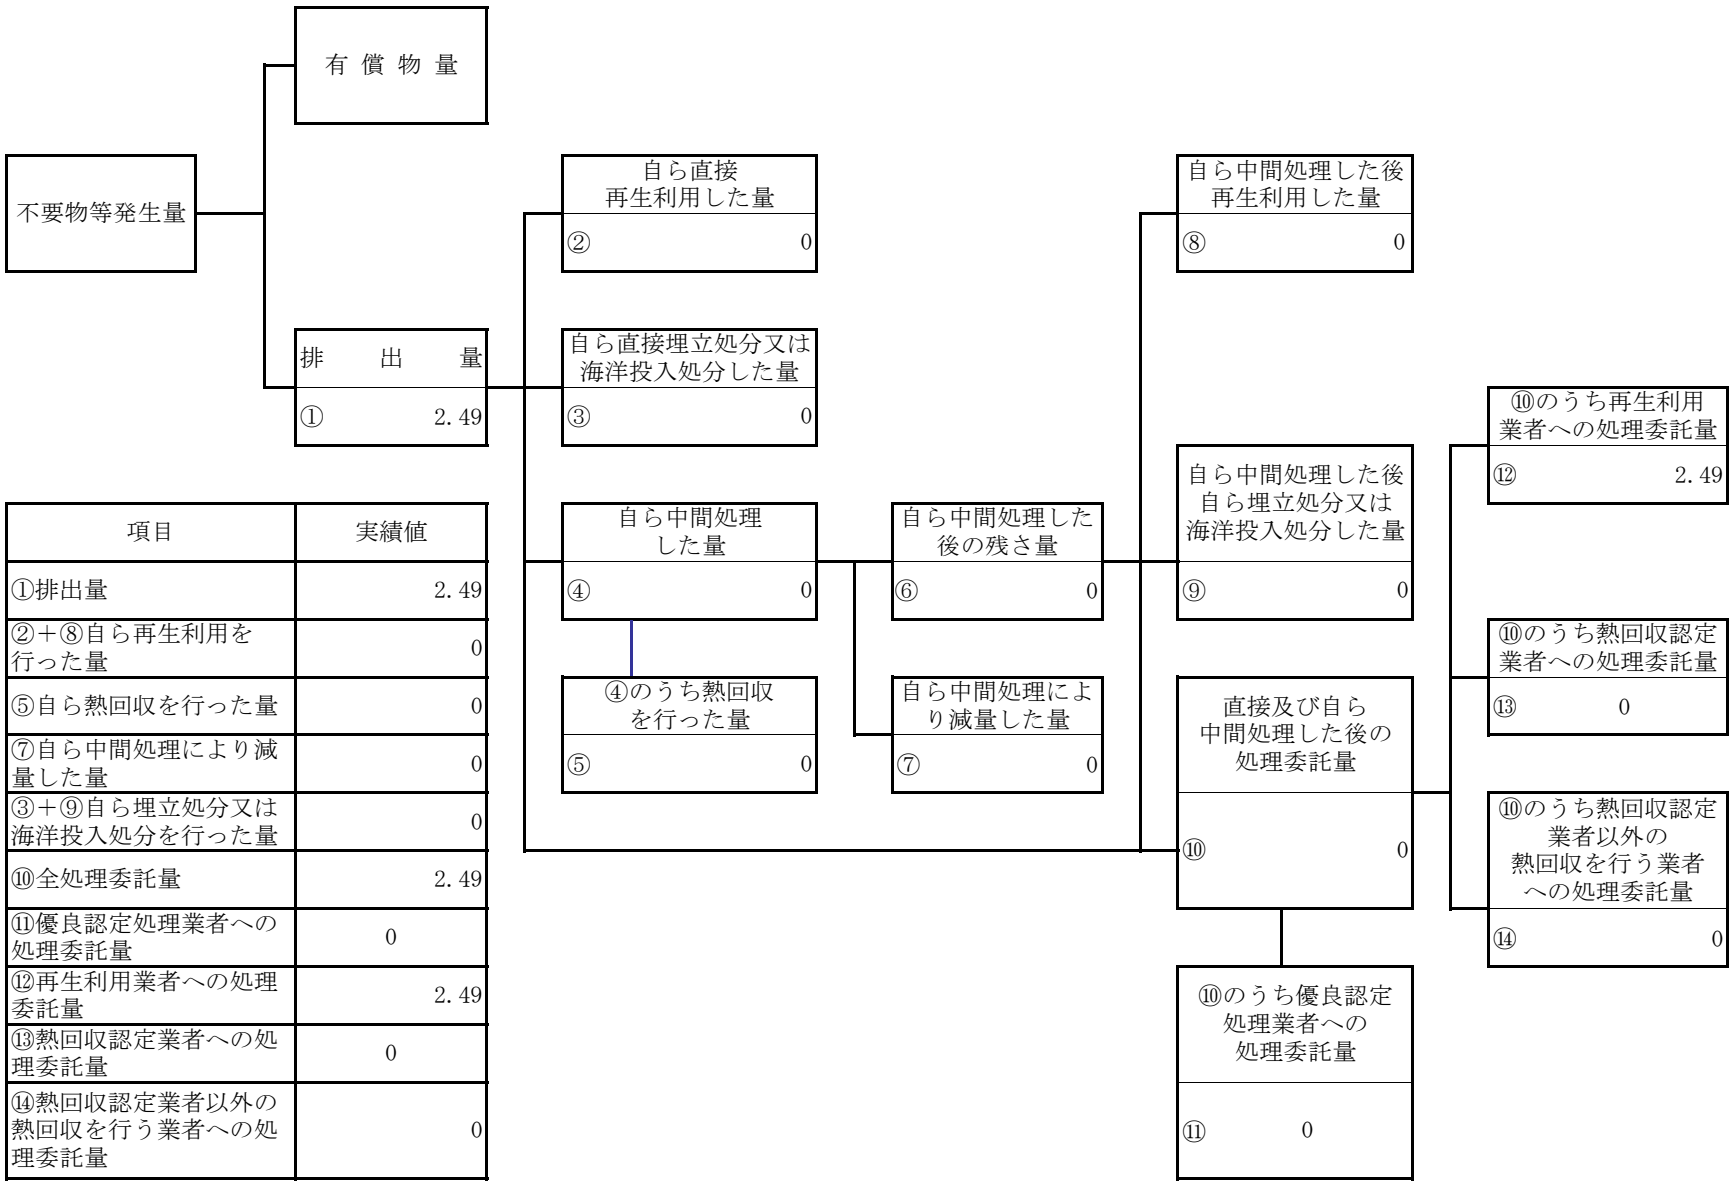 有償物量
不要物等発生量
自ら直接
再生利用した量
② 0
自ら中間処理した後
再生利用した量
⑧ 0
排出量
① 2.49
自ら直接埋立処分又は
海洋投入処分した量
③ 0
⑩のうち再生利用
業者への処理委託量
⑫ 2.49
自ら中間処理
した量
④ 0
自ら中間処理した
後の残さ量
⑥ 0
自ら中間処理した後
自ら埋立処分又は
海洋投入処分した量
⑨ 0
⑩のうち熱回収認定
業者への処理委託量
⑬ 0
④のうち熱回収
を行った量
⑤ 0
自ら中間処理によ
り減量した量
⑦ 0
直接及び自ら
中間処理した後の
処理委託量
⑩ 0
⑩のうち熱回収認定
業者以外の
熱回収を行う業者
への処理委託量
⑭ 0
⑩のうち優良認定
処理業者への
処理委託量
⑪ 0
項目 実績値
①排出量 2.49
②＋⑧自ら再生利用を
行った量 0
⑤自ら熱回収を行った量 0
⑦自ら中間処理により減
量した量 0
③＋⑨自ら埋立処分又は
海洋投入処分を行った量 0
⑩全処理委託量 2.49
⑪優良認定処理業者への
処理委託量 0
⑫再生利用業者への処理
委託量 2.49
⑬熱回収認定業者への処
理委託量 0
⑭熱回収認定業者以外の
熱回収を行う業者への処
理委託量 0